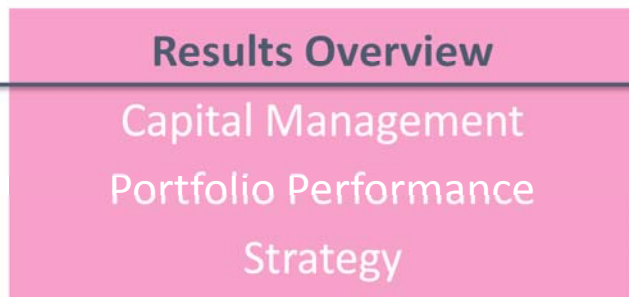 Results Overview
Capital Management
Portfolio Performance
Strategy